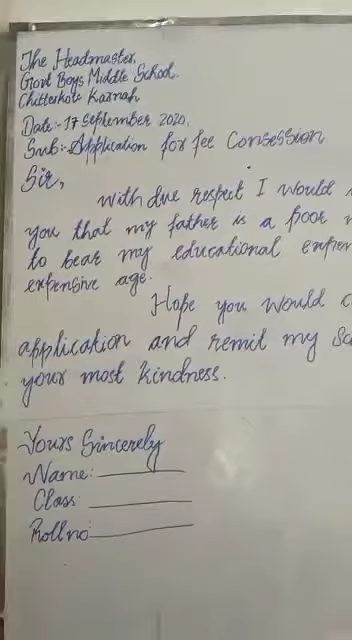 The Headmaster,
Govt Boys Middle School.
Chitterkote Karnah
Date:- 17 September 2020,
Sub:- Application for fee Consession
Sir,
with due respect I would
you that my father is a poor
to bear my educational
expensive age.
Hope you would
application and remit my
your most kindness.
Yours Sincerely
Name:
Class:
Roll no: